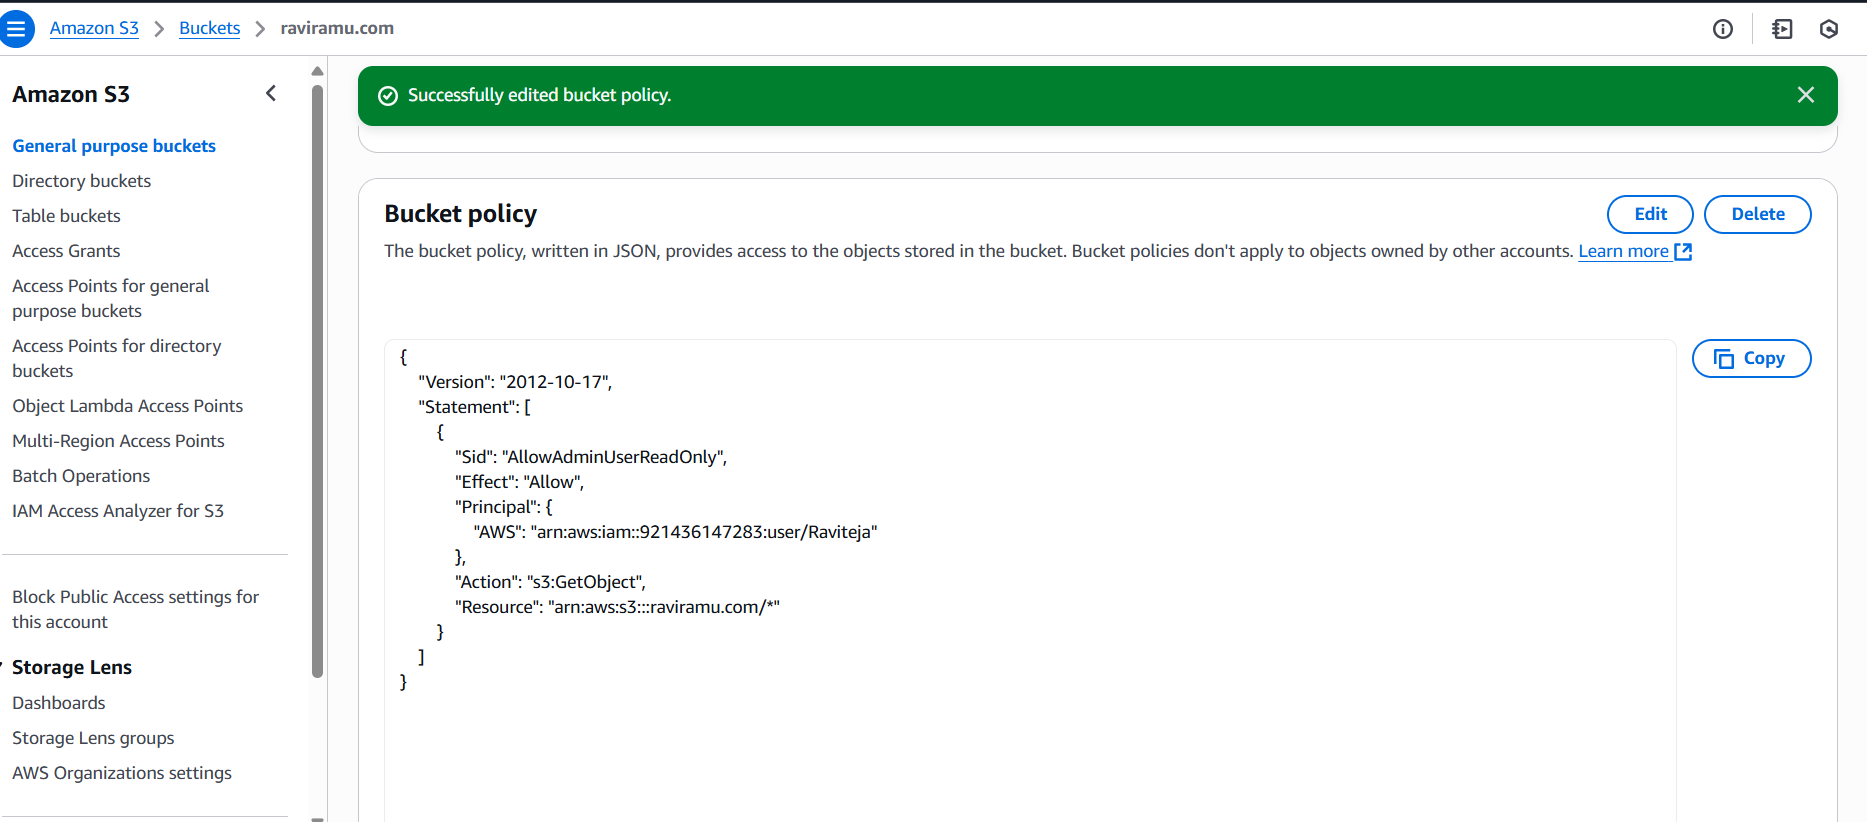 Amazon S3 > Buckets > raviramu.com
Amazon S3
General purpose buckets
Directory buckets
Table buckets
Access Grants
Access Points for general
purpose buckets
Access Points for directory
buckets
Object Lambda Access Points
Multi-Region Access Points
Batch Operations
IAM Access Analyzer for S3
Block Public Access settings for
this account
Storage Lens
Dashboards
Storage Lens groups
AWS Organizations settings
Successfully edited bucket policy.
Bucket policy
Edit
Delete
The bucket policy, written in JSON, provides access to the objects stored in the bucket. Bucket policies don't apply to objects owned by other accounts. Learn more
Copy
{
"Version": "2012-10-17",
"Statement": [
{
"Sid": "AllowAdminUserReadOnly",
"Effect": "Allow",
"Principal": {
"AWS": "arn:aws:iam::921436147283:user/Raviteja"
},
"Action": "s3:GetObject",
"Resource": "arn:aws:s3:::raviramu.com/*"
}
]
}